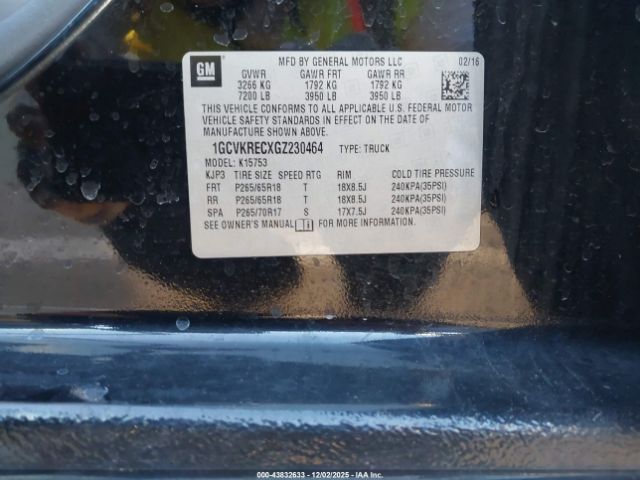 GM
MFD BY GENERAL MOTORS LLC 02/16
GVWR GAWR FRT GAWR RR
3266 KG 1792 KG 1792 KG
7200 LB 3950 LB 3950 LB
THIS VEHICLE CONFORMS TO ALL APPLICABLE U.S. FEDERAL MOTOR
VEHICLE SAFETY STANDARDS IN EFFECT ON THE DATE OF
MANUFACTURE SHOWN ABOVE.
1GCVKRECXGZ230464 TYPE: TRUCK
MODEL: K15753
KJP3 TIRE SIZE SPEED RTG RIM COLD TIRE PRESSURE
FRT P265/65R18 T 18X8.5J 240KPA(35PSI)
RR P265/65R18 T 18X8.5J 240KPA(35PSI)
SPA P265/70R17 S 17X7.5J 240KPA(35PSI)
SEE OWNER'S MANUAL FOR MORE INFORMATION.
000-43832633 - 12/02/2025 - IAAI.COM